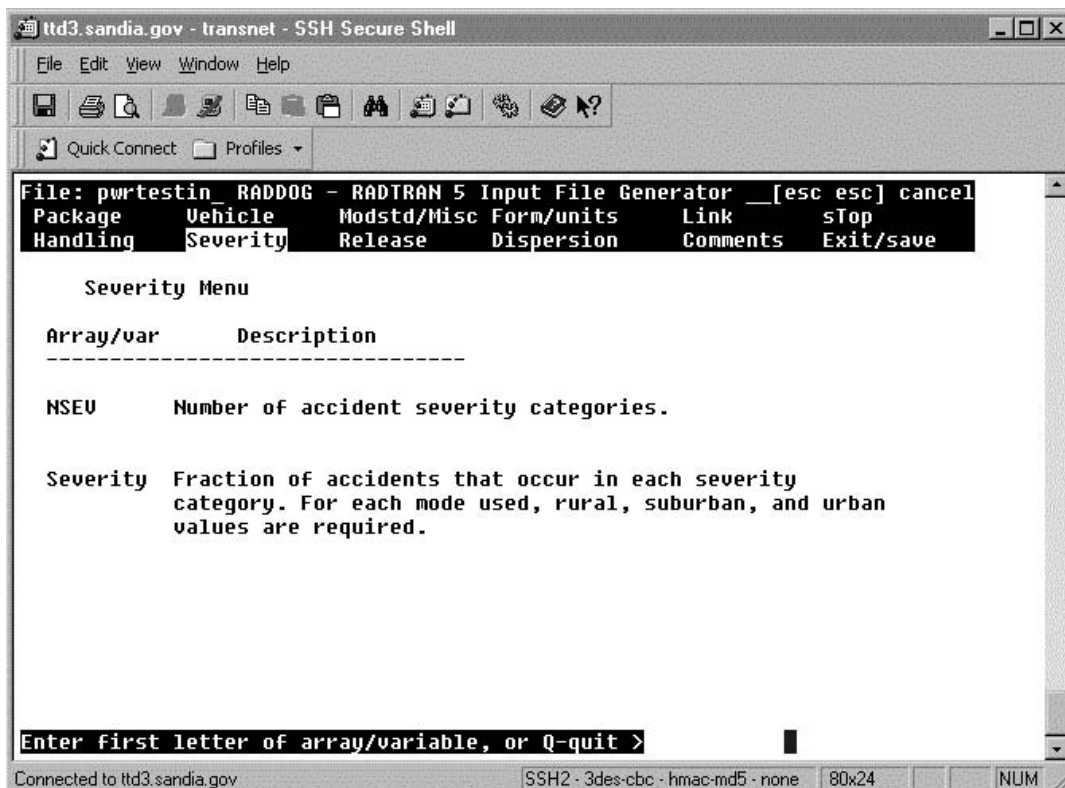 ttd3.sandia.gov - transnet - SSH Secure Shell
File Edit View Window Help
Quick Connect Profiles
File: pwrtestin_ RADDOG - RADTRAN 5 Input File Generator __[esc esc] cancel
Package Vehicle Modstd/Misc Form/units Link sTop
Handling Severity Release Dispersion Comments Exit/save
Severity Menu
Array/var Description
---------------------------------
NSEV Number of accident severity categories.
Severity Fraction of accidents that occur in each severity
category. For each mode used, rural, suburban, and urban
values are required.
Enter first letter of array/variable, or Q-quit >
Connected to ttd3.sandia.gov SSH2 - 3des-cbc - hmac-md5 - none 80x24 NUM